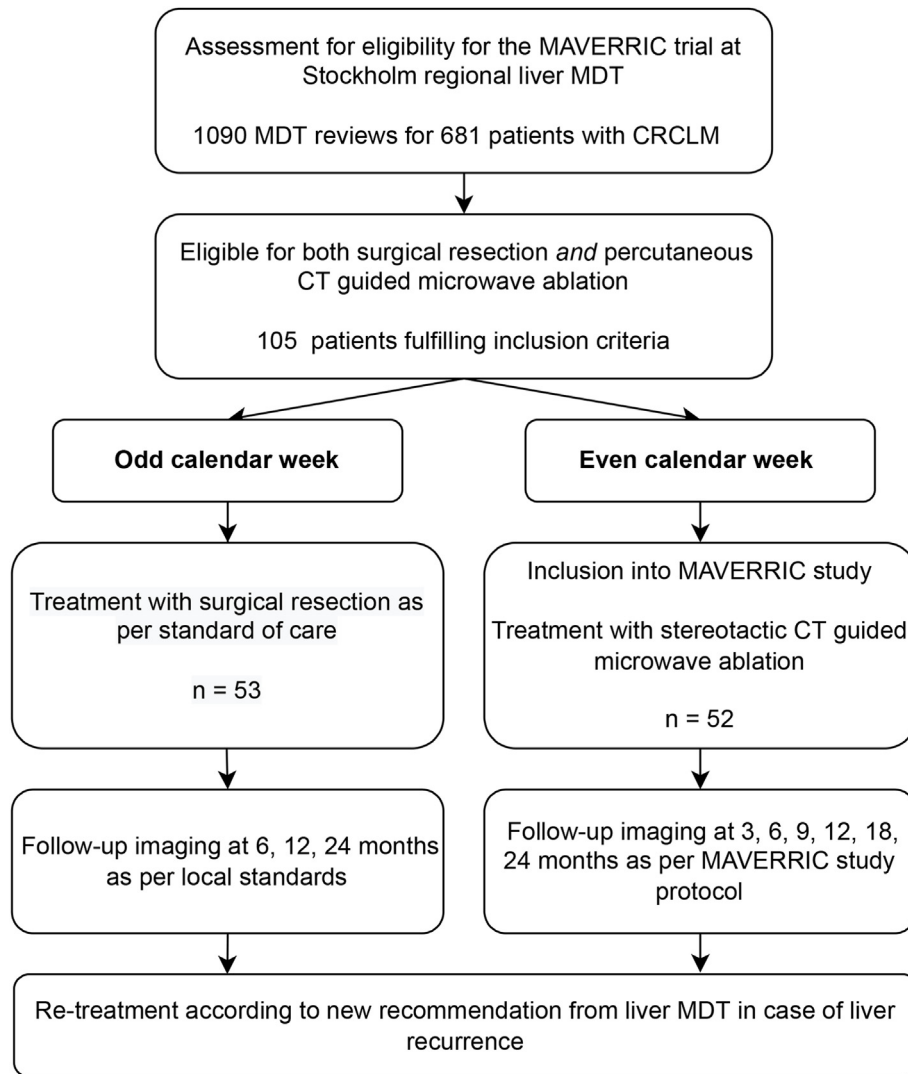 Assessment for eligibility for the MAVERRIC trial at
Stockholm regional liver MDT
1090 MDT reviews for 681 patients with CRCLM
Eligible for both surgical resection and percutaneous
CT guided microwave ablation
105 patients fulfilling inclusion criteria
Odd calendar week
Even calendar week
Treatment with surgical resection as
per standard of care
n = 53
Inclusion into MAVERRIC study
Treatment with stereotactic CT guided
microwave ablation
n = 52
Follow-up imaging at 6, 12, 24 months
as per local standards
Follow-up imaging at 3, 6, 9, 12, 18,
24 months as per MAVERRIC study
protocol
Re-treatment according to new recommendation from liver MDT in case of liver
recurrence